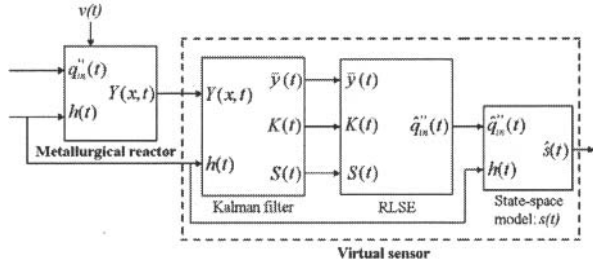 v(t)
q''in(t)
Y(x,t)
h(t)
Metallurgical reactor
Y(x,t)
h(t)
ȳ(t)
K(t)
S(t)
Kalman filter
ȳ(t)
K(t)
S(t)
q̂''in(t)
RLSE
q̂''in(t)
h(t)
ŝ(t)
State-space
model: s(t)
Virtual sensor